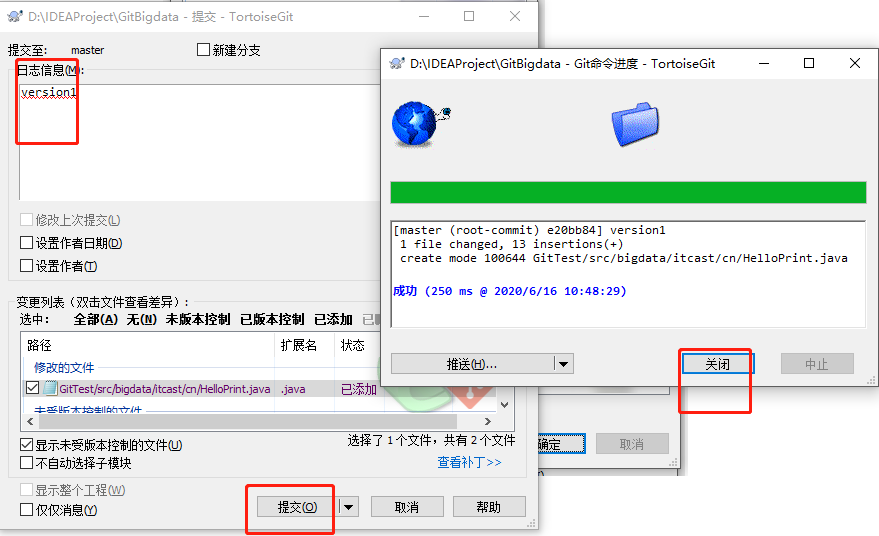 D:\IDEAProject\GitBigdata - 提交 - TortoiseGit
提交至: master
新建分支
日志信息(M):
version1
修改上次提交(L)
设置作者日期(D)
设置作者(T)
变更列表（双击文件查看差异）:
选中: 全部(A) 无(N) 未版本控制 已版本控制 已添加
路径 扩展名 状态
修改的文件
GitTest/src/bigdata/itcast/cn/HelloPrint.java .java 已添加
未受版本控制的文件
显示未受版本控制的文件(U)
选择了 1 个文件，共有 2 个文件
不自动选择子模块
查看补丁>>
显示整个工程(W)
仅仅消息(Y)
提交(O)
取消
帮助
D:\IDEAProject\GitBigdata - Git命令进度 - TortoiseGit
[master (root-commit) e20bb84] version1
1 file changed, 13 insertions(+)
create mode 100644 GitTest/src/bigdata/itcast/cn/HelloPrint.java
成功 (250 ms @ 2020/6/16 10:48:29)
推送(H)...
关闭
中止
确定
取消